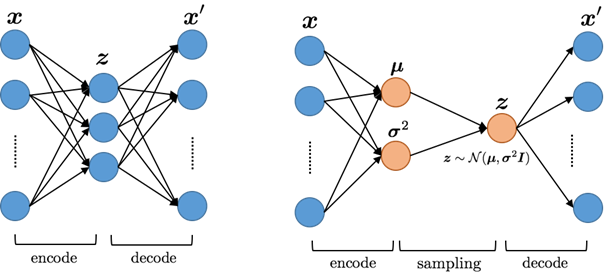 x
z
x′
encode
decode
x
μ
σ²
z
z ∼ 𝒩(μ, σ²I)
x′
encode
sampling
decode